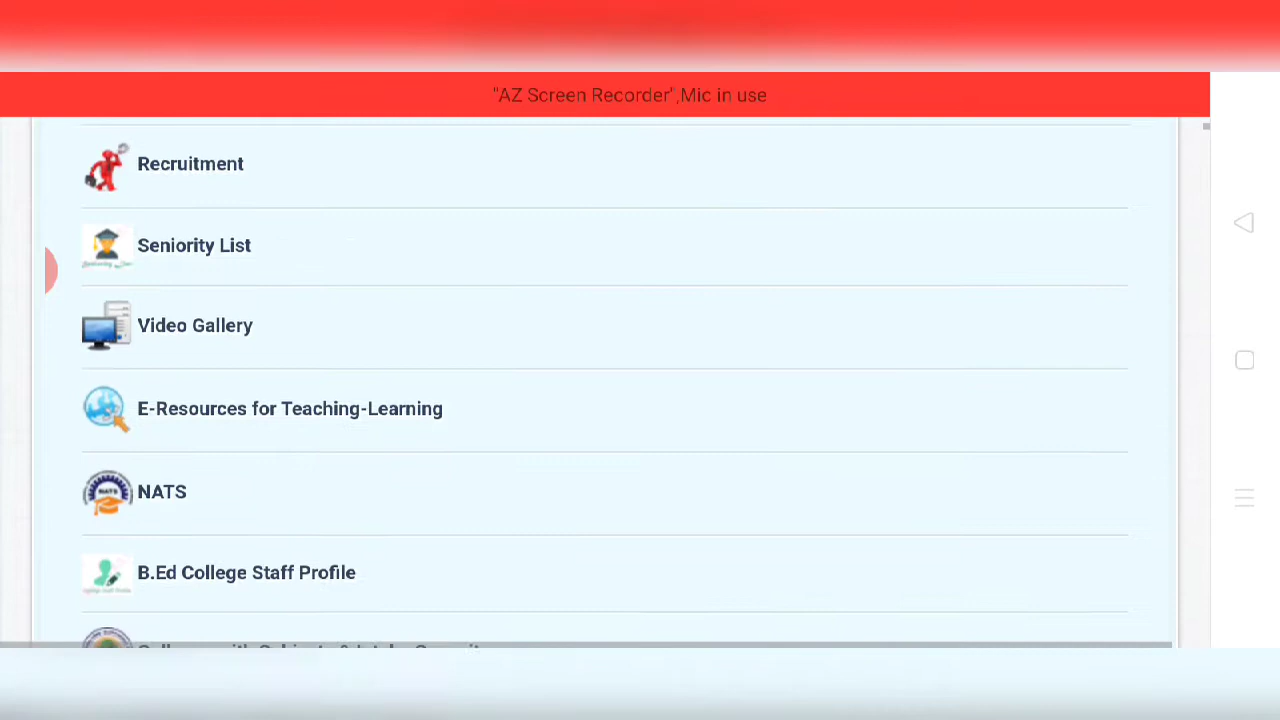 "AZ Screen Recorder",Mic in use
Recruitment
Seniority List
Video Gallery
E-Resources for Teaching-Learning
NATS
NATS
B.Ed College Staff Profile